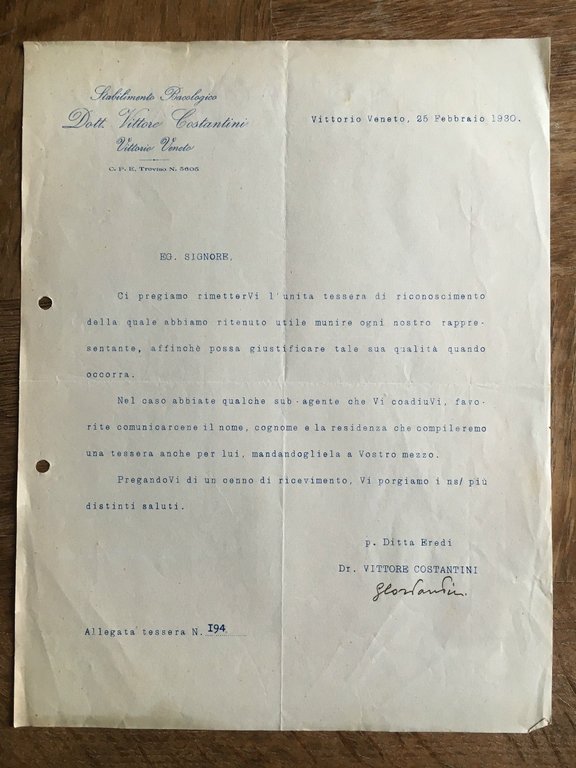 Stabilimento Bacologico
Dott. Vittore Costantini
Vittorio Veneto
C. P. E. Treviso N. 5605
Vittorio Veneto, 25 Febbraio 1930.
EG. SIGNORE,
Ci pregiamo rimetterVi l'unita tessera di riconoscimento
della quale abbiamo ritenuto utile munire ogni nostro rappre-
sentante, affinchè possa giustificare tale sua qualità quando
occorra.
Nel caso abbiate qualche sub-agente che Vi coadiuVi, favo-
rite comunicarcene il nome, cognome e la residenza che compileremo
una tessera anche per lui, mandandogliela a Vostro mezzo.
PregandoVi di un cenno di ricevimento, Vi porgiamo i ns/ più
distinti saluti.
p. Ditta Eredi
Dr. VITTORE COSTANTINI
GCostantini
Allegata tessera N. 194